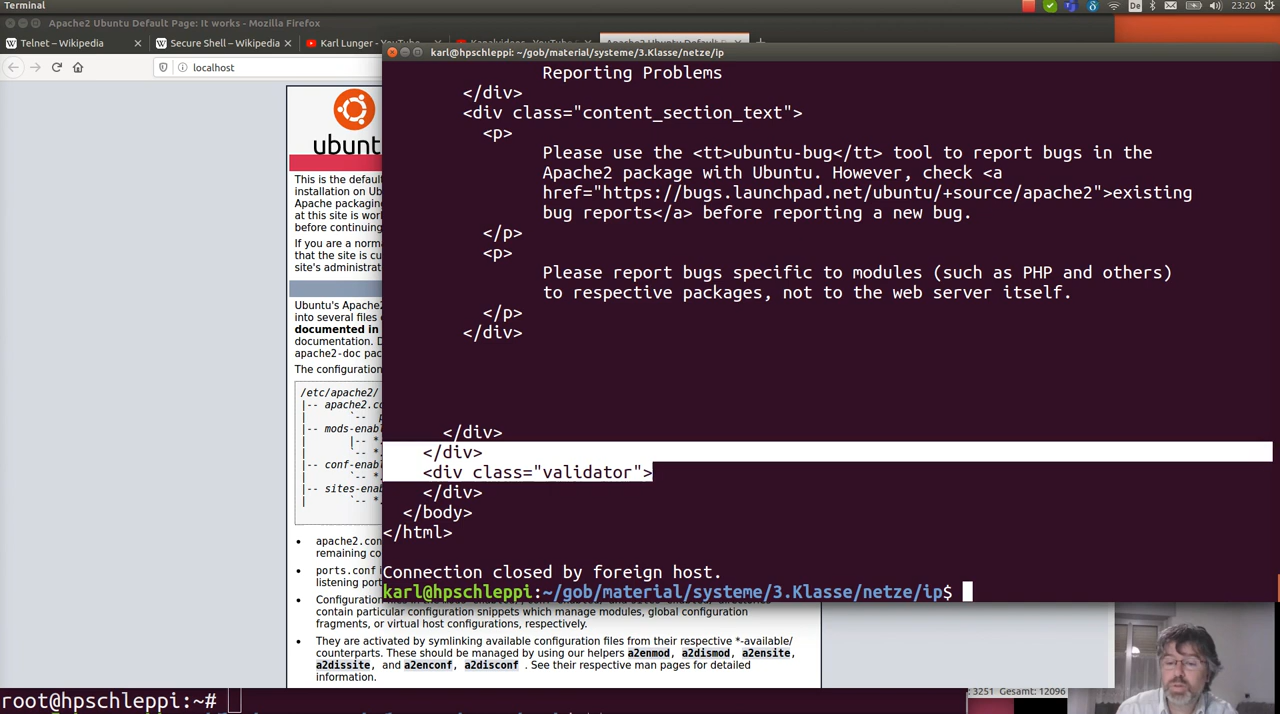 Terminal
De
23:20
Apache2 Ubuntu Default Page: It works - Mozilla Firefox
Telnet – Wikipedia
Secure Shell – Wikipedia
Karl Lunger - YouTube
localhost
karl@hpschleppi: ~/gob/material/systeme/3.Klasse/netze/ip
Reporting Problems
</div>
<div class="content_section_text">
<p>
Please use the <tt>ubuntu-bug</tt> tool to report bugs in the
Apache2 package with Ubuntu. However, check <a
href="https://bugs.launchpad.net/ubuntu/+source/apache2">existing
bug reports</a> before reporting a new bug.
</p>
<p>
Please report bugs specific to modules (such as PHP and others)
to respective packages, not to the web server itself.
</p>
</div>
</div>
</div>
<div class="validator">
</div>
</body>
</html>
Connection closed by foreign host.
karl@hpschleppi:~/gob/material/systeme/3.Klasse/netze/ip$
ubuntu
This is the defau
installation on Ub
Apache packaging
at this site is work
before continuing
If you are a norma
that the site is cu
site's administrat
Ubuntu's Apache2
into several files
documented in
documentation. D
apache2-doc pac
The configuration
/etc/apache2/
|-- apache2.co
| `-- p
|-- mods-enab
| |-- *.
| `-- *.
|-- conf-enabl
| `-- *.
|-- sites-enab
| `-- *.
apache2.con
remaining co
ports.conf i
listening port
contain particular configuration snippets which manage modules, global configuration
fragments, or virtual host configurations, respectively.
They are activated by symlinking available configuration files from their respective *-available/
counterparts. These should be managed by using our helpers a2enmod, a2dismod, a2ensite,
a2dissite, and a2enconf, a2disconf . See their respective man pages for detailed
information.
: 3251 Gesamt: 12096
root@hpschleppi:~#